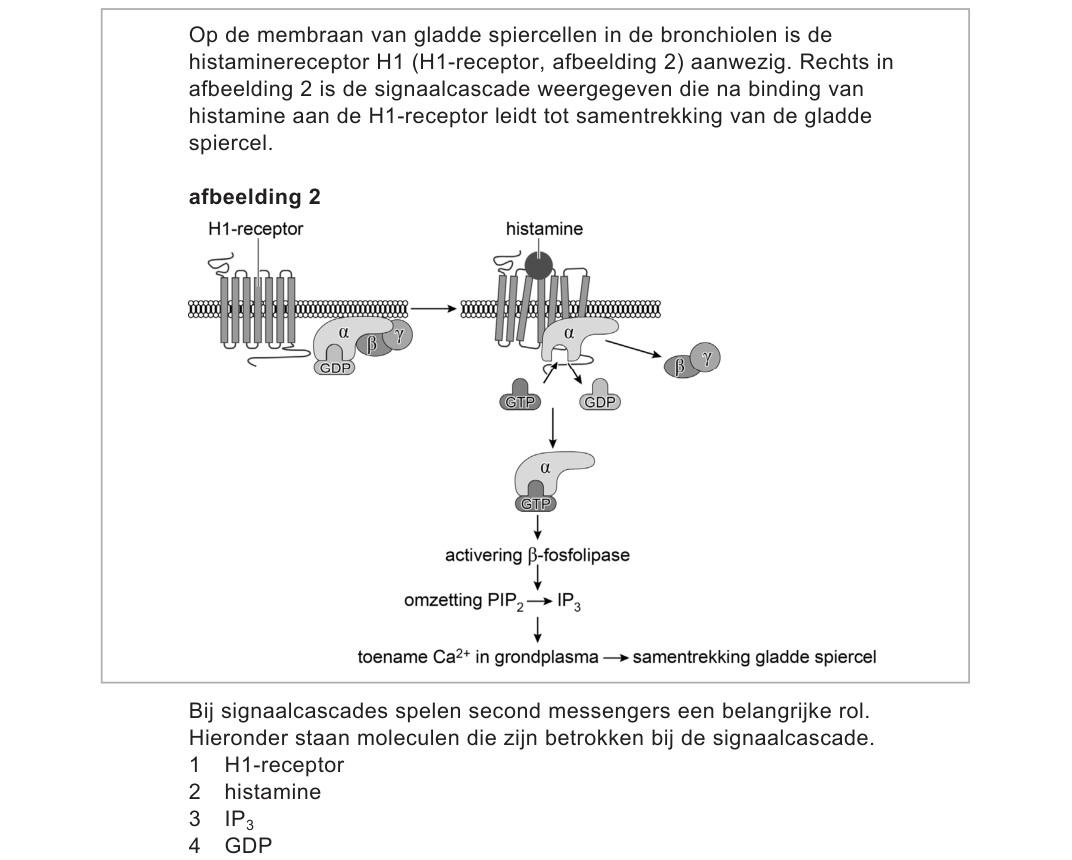 Op de membraan van gladde spiercellen in de bronchiolen is de
histaminereceptor H1 (H1-receptor, afbeelding 2) aanwezig. Rechts in
afbeelding 2 is de signaalcascade weergegeven die na binding van
histamine aan de H1-receptor leidt tot samentrekking van de gladde
spiercel.
afbeelding 2
H1-receptor
histamine
α
β
γ
GDP
α
β
γ
GTP
GDP
α
GTP
activering β-fosfolipase
omzetting PIP₂ → IP₃
toename Ca²⁺ in grondplasma → samentrekking gladde spiercel
Bij signaalcascades spelen second messengers een belangrijke rol.
Hieronder staan moleculen die zijn betrokken bij de signaalcascade.
1 H1-receptor
2 histamine
3 IP₃
4 GDP